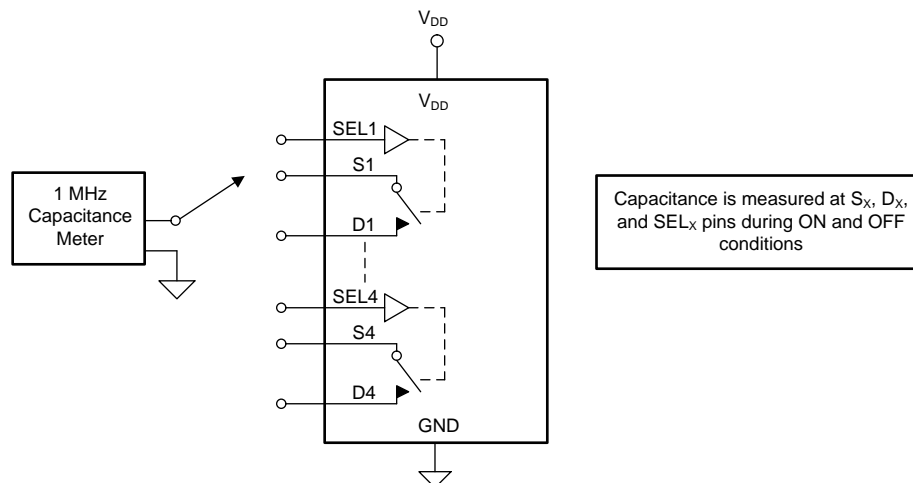 VDD
VDD
SEL1
S1
D1
SEL4
S4
D4
GND
1 MHz
Capacitance
Meter
Capacitance is measured at SX, DX,
and SELX pins during ON and OFF
conditions